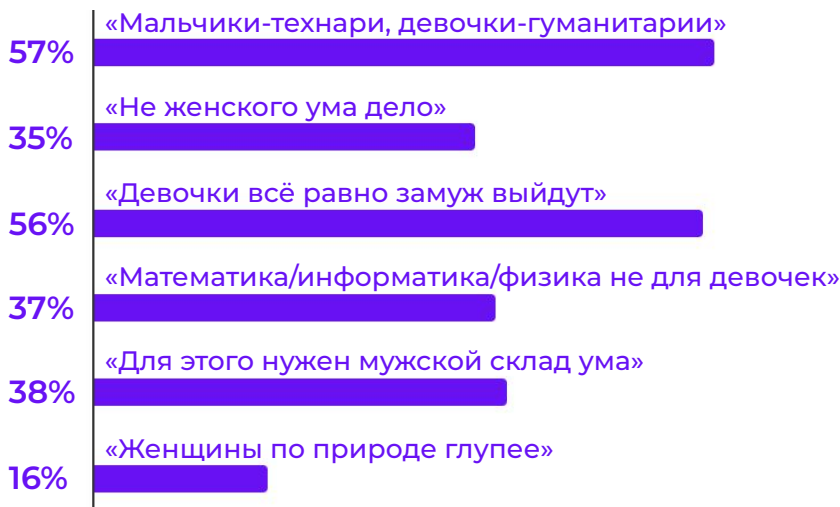 «Мальчики-технари, девочки-гуманитарии»
57%
«Не женского ума дело»
35%
«Девочки всё равно замуж выйдут»
56%
«Математика/информатика/физика не для девочек»
37%
«Для этого нужен мужской склад ума»
38%
«Женщины по природе глупее»
16%